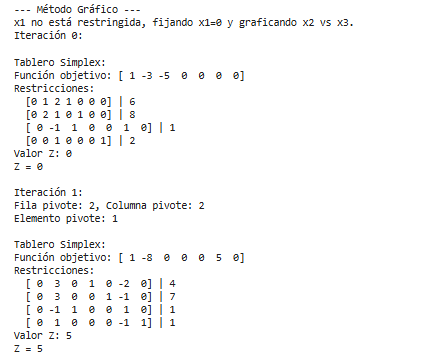 --- Método Gráfico ---
x1 no está restringida, fijando x1=0 y graficando x2 vs x3.
Iteración 0:
Tablero Simplex:
Función objetivo: [ 1 -3 -5  0  0  0  0]
Restricciones:
[0 1 2 1 0 0 0] | 6
[0 2 1 0 1 0 0] | 8
[ 0 -1  1  0  0  1  0] | 1
[0 0 1 0 0 0 1] | 2
Valor Z: 0
Z = 0
Iteración 1:
Fila pivote: 2, Columna pivote: 2
Elemento pivote: 1
Tablero Simplex:
Función objetivo: [ 1 -8  0  0  0  5  0]
Restricciones:
[ 0  3  0  1  0 -2  0] | 4
[ 0  3  0  0  1 -1  0] | 7
[ 0 -1  1  0  0  1  0] | 1
[ 0  1  0  0  0 -1  1] | 1
Valor Z: 5
Z = 5